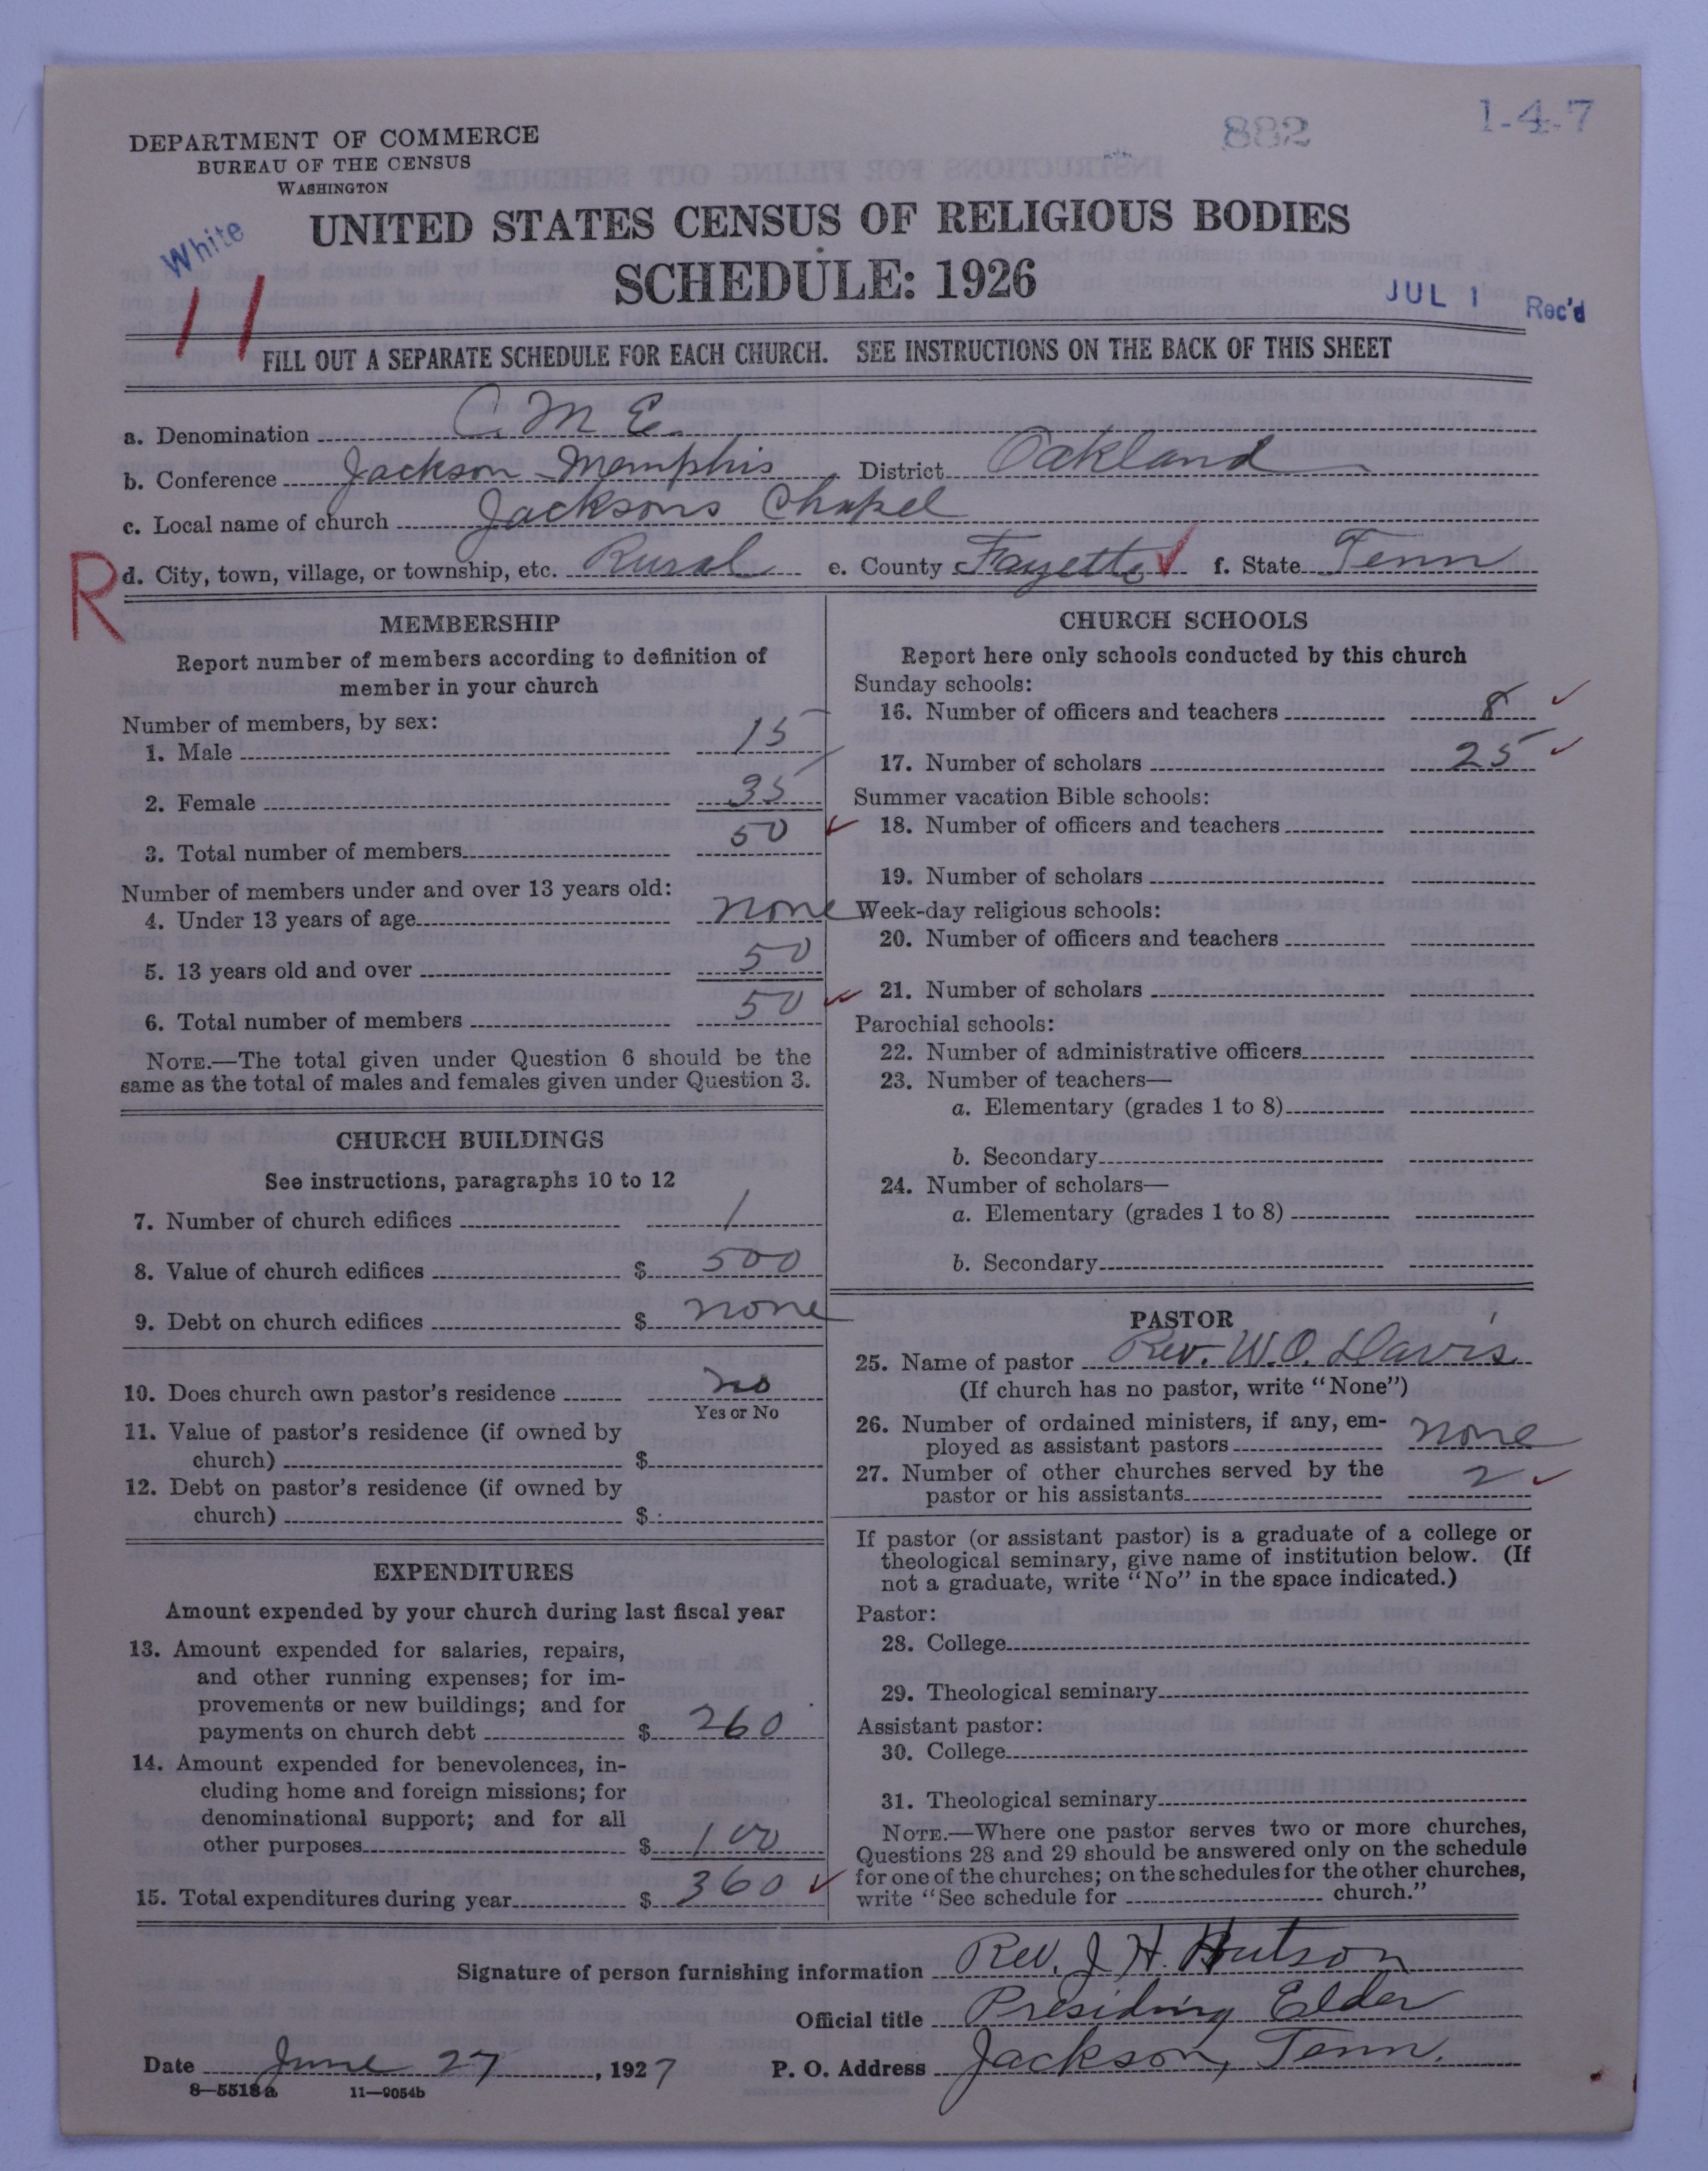 882
1-4-7
DEPARTMENT OF COMMERCE
BUREAU OF THE CENSUS
WASHINGTON
White
UNITED STATES CENSUS OF RELIGIOUS BODIES
SCHEDULE: 1926
11
JUL 1 Rec'd
FILL OUT A SEPARATE SCHEDULE FOR EACH CHURCH. SEE INSTRUCTIONS ON THE BACK OF THIS SHEET
a. Denomination C. M. E.
b. Conference Jackson-Memphis District Oakland
c. Local name of church Jacksons Chapel
R
d. City, town, village, or township, etc. Rural e. County Fayette f. State Tenn
MEMBERSHIP
Report number of members according to definition of
member in your church
Number of members, by sex:
1. Male 15
2. Female 35
3. Total number of members 50
Number of members under and over 13 years old:
4. Under 13 years of age none
5. 13 years old and over 50
6. Total number of members 50
NOTE.—The total given under Question 6 should be the
same as the total of males and females given under Question 3.
CHURCH BUILDINGS
See instructions, paragraphs 10 to 12
7. Number of church edifices 1
8. Value of church edifices $ 500
9. Debt on church edifices $ none
10. Does church own pastor's residence no
Yes or No
11. Value of pastor's residence (if owned by
church) $
12. Debt on pastor's residence (if owned by
church) $
EXPENDITURES
Amount expended by your church during last fiscal year
13. Amount expended for salaries, repairs,
and other running expenses; for im-
provements or new buildings; and for
payments on church debt $ 260
14. Amount expended for benevolences, in-
cluding home and foreign missions; for
denominational support; and for all
other purposes $ 100
15. Total expenditures during year $ 360
CHURCH SCHOOLS
Report here only schools conducted by this church
Sunday schools:
16. Number of officers and teachers 8
17. Number of scholars 25
Summer vacation Bible schools:
18. Number of officers and teachers
19. Number of scholars
Week-day religious schools:
20. Number of officers and teachers
21. Number of scholars
Parochial schools:
22. Number of administrative officers
23. Number of teachers—
a. Elementary (grades 1 to 8)
b. Secondary
24. Number of scholars—
a. Elementary (grades 1 to 8)
b. Secondary
PASTOR
25. Name of pastor Rev. W. O. Davis
(If church has no pastor, write "None")
26. Number of ordained ministers, if any, em-
ployed as assistant pastors none
27. Number of other churches served by the
pastor or his assistants 2
If pastor (or assistant pastor) is a graduate of a college or
theological seminary, give name of institution below. (If
not a graduate, write "No" in the space indicated.)
Pastor:
28. College
29. Theological seminary
Assistant pastor:
30. College
31. Theological seminary
NOTE.—Where one pastor serves two or more churches,
Questions 28 and 29 should be answered only on the schedule
for one of the churches; on the schedules for the other churches,
write "See schedule for church."
Signature of person furnishing information Rev. J. H. Hutson
Official title Presiding Elder
Date June 27, 1927 P. O. Address Jackson, Tenn.
8—5518a 11—9054b